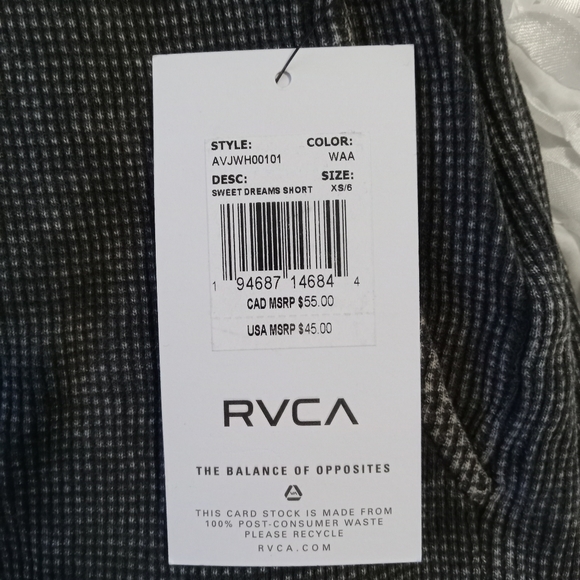 STYLE: COLOR:
AVJWH00101 WAA
DESC: SIZE:
SWEET DREAMS SHORT XS/6
1 94687 14684 4
CAD MSRP $55.00
USA MSRP $45.00
RVCA
THE BALANCE OF OPPOSITES
THIS CARD STOCK IS MADE FROM
100% POST-CONSUMER WASTE
PLEASE RECYCLE
RVCA.COM